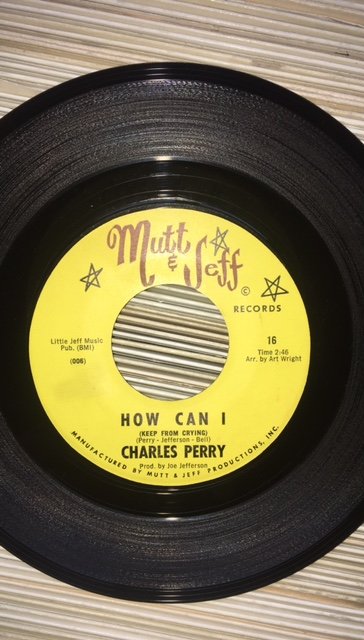 Mutt
& Jeff
©
RECORDS
Little Jeff Music
Pub. (BMI)
(006)
16
Time 2:46
Arr. by Art Wright
HOW CAN I
(KEEP FROM CRYING)
(Perry - Jefferson - Bell)
CHARLES PERRY
Prod. by Joe Jefferson
MANUFACTURED BY MUTT & JEFF PRODUCTIONS, INC.